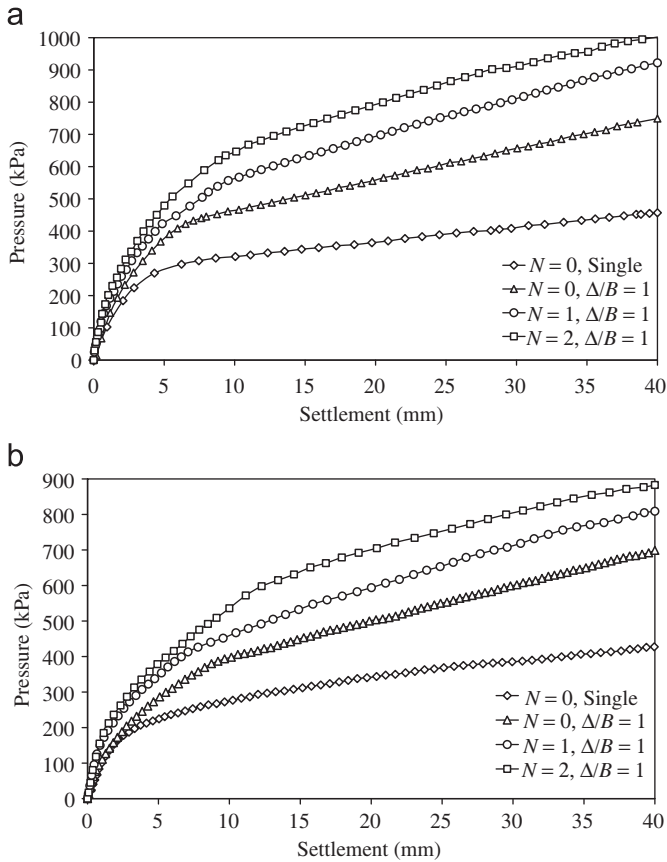 a
1000
900
800
700
600
500
400
300
200
100
0
Pressure (kPa)
N = 0, Single
N = 0, Δ/B = 1
N = 1, Δ/B = 1
N = 2, Δ/B = 1
0 5 10 15 20 25 30 35 40
Settlement (mm)
b
900
800
700
600
500
400
300
200
100
0
Pressure (kPa)
N = 0, Single
N = 0, Δ/B = 1
N = 1, Δ/B = 1
N = 2, Δ/B = 1
0 5 10 15 20 25 30 35 40
Settlement (mm)